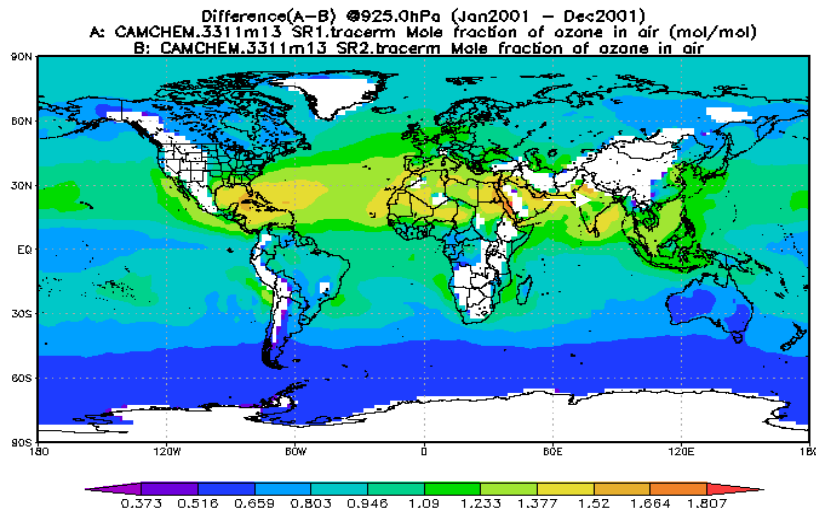 Difference(A-B) @925.0hPa (Jan2001 - Dec2001)
A: CAMCHEM.3311m13 SR1.tracerm Mole fraction of ozone in air (mol/mol)
B: CAMCHEM.3311m13 SR2.tracerm Mole fraction of ozone in air
90N
60N
30N
EQ
30S
60S
80S
180 120W 60W 0 60E 120E 180
0.373 0.516 0.659 0.803 0.946 1.09 1.233 1.377 1.52 1.664 1.807